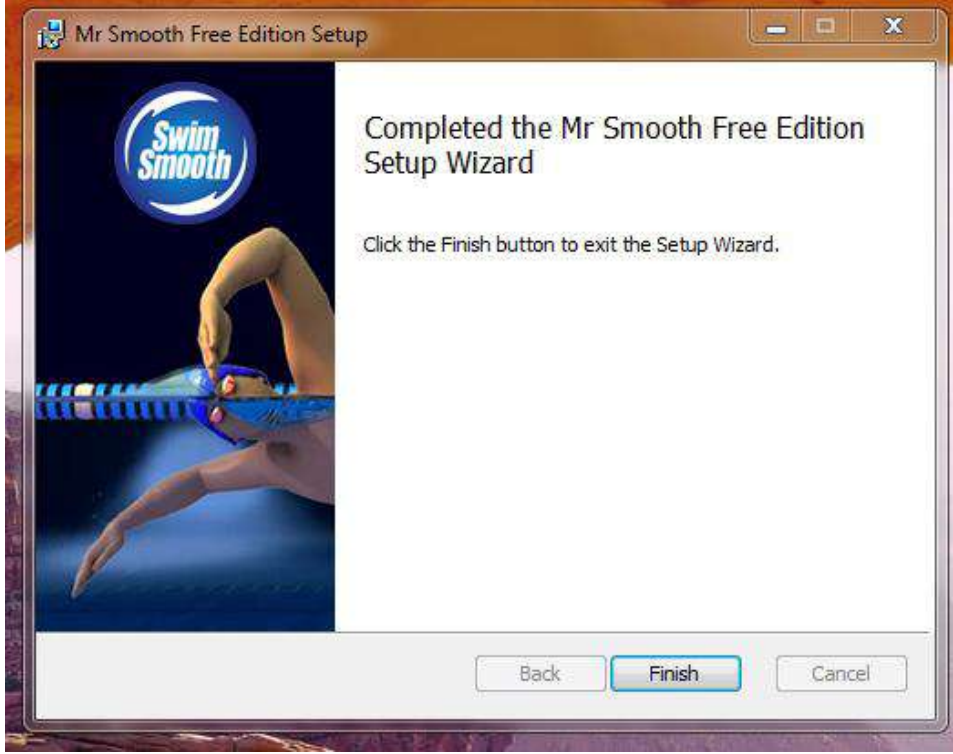 Mr Smooth Free Edition Setup
Swim
Smooth
Completed the Mr Smooth Free Edition
Setup Wizard
Click the Finish button to exit the Setup Wizard.
Back Finish Cancel